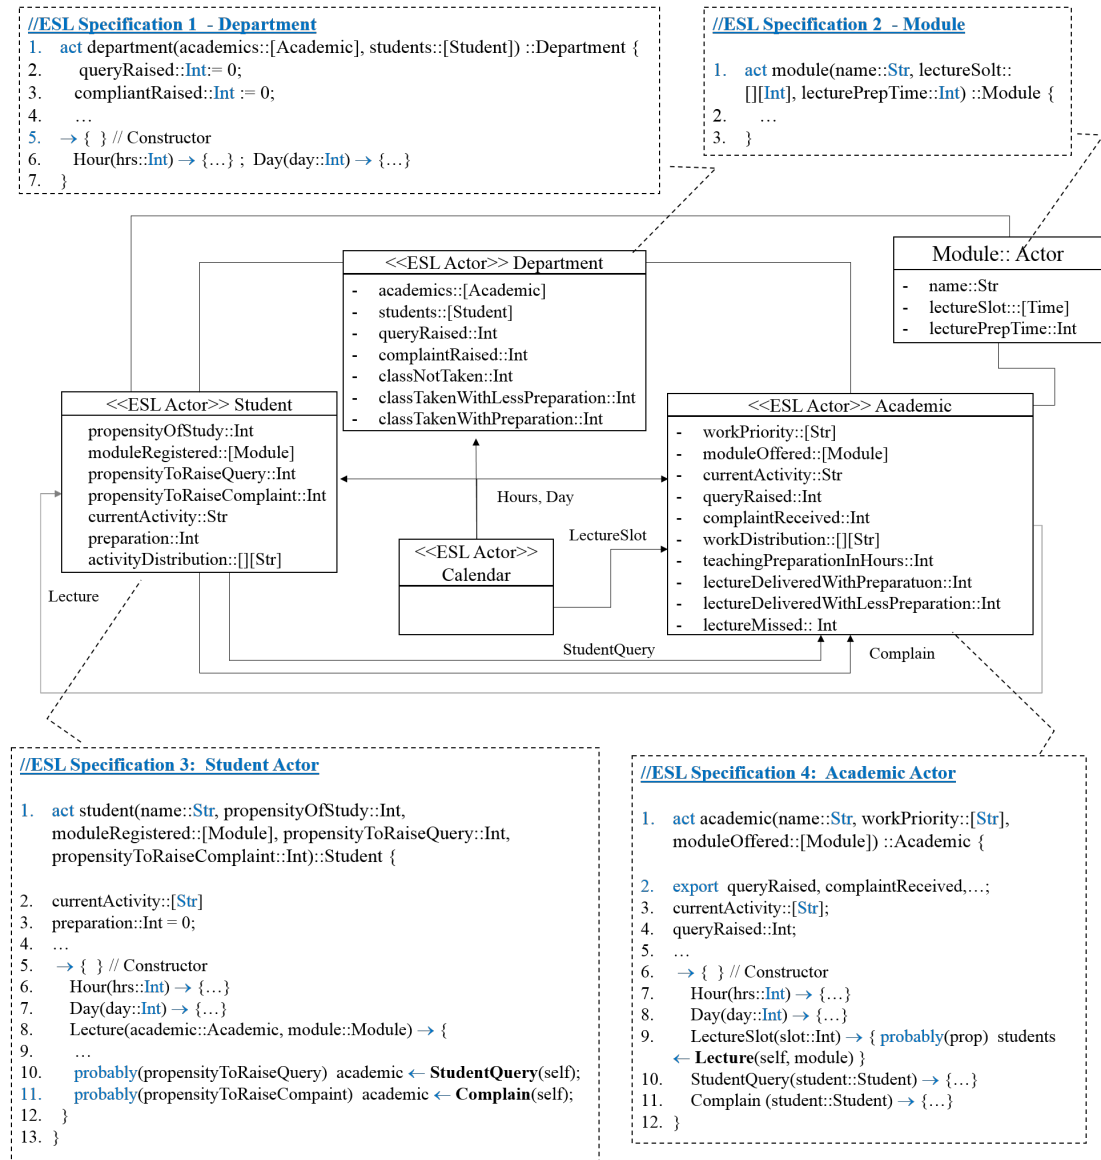 //ESL Specification 1 - Department
1. act department(academics::[Academic], students::[Student]) ::Department {
2. queryRaised::Int:= 0;
3. compliantRaised::Int := 0;
4. …
5. → { } // Constructor
6. Hour(hrs::Int) → {…} ; Day(day::Int) → {…}
7. }
//ESL Specification 2 - Module
1. act module(name::Str, lectureSolt::
[][Int], lecturePrepTime::Int) ::Module {
2. …
3. }
<<ESL Actor>> Department
- academics::[Academic]
- students::[Student]
- queryRaised::Int
- complaintRaised::Int
- classNotTaken::Int
- classTakenWithLessPreparation::Int
- classTakenWithPreparation::Int
Module:: Actor
- name::Str
- lectureSlot:::[Time]
- lecturePrepTime::Int
<<ESL Actor>> Student
propensityOfStudy::Int
moduleRegistered::[Module]
propensityToRaiseQuery::Int
propensityToRaiseComplaint::Int
currentActivity::Str
preparation::Int
activityDistribution::[][Str]
<<ESL Actor>> Academic
- workPriority::[Str]
- moduleOffered::[Module]
- currentActivity::Str
- queryRaised::Int
- complaintReceived::Int
- workDistribution::[][Str]
- teachingPreparationInHours::Int
- lectureDeliveredWithPreparatuon::Int
- lectureDeliveredWithLessPreparation::Int
- lectureMissed:: Int
Hours, Day
LectureSlot
<<ESL Actor>>
Calendar
Lecture
StudentQuery
Complain
//ESL Specification 3: Student Actor
1. act student(name::Str, propensityOfStudy::Int,
moduleRegistered::[Module], propensityToRaiseQuery::Int,
propensityToRaiseComplaint::Int)::Student {
2. currentActivity::[Str]
3. preparation::Int = 0;
4. …
5. → { } // Constructor
6. Hour(hrs::Int) → {…}
7. Day(day::Int) → {…}
8. Lecture(academic::Academic, module::Module) → {
9. …
10. probably(propensityToRaiseQuery) academic ← StudentQuery(self);
11. probably(propensityToRaiseCompaint) academic ← Complain(self);
12. }
13. }
//ESL Specification 4: Academic Actor
1. act academic(name::Str, workPriority::[Str],
moduleOffered::[Module]) ::Academic {
2. export queryRaised, complaintReceived,…;
3. currentActivity::[Str];
4. queryRaised::Int;
5. …
6. → { } // Constructor
7. Hour(hrs::Int) → {…}
8. Day(day::Int) → {…}
9. LectureSlot(slot::Int) → { probably(prop) students
← Lecture(self, module) }
10. StudentQuery(student::Student) → {…}
11. Complain (student::Student) → {…}
12. }